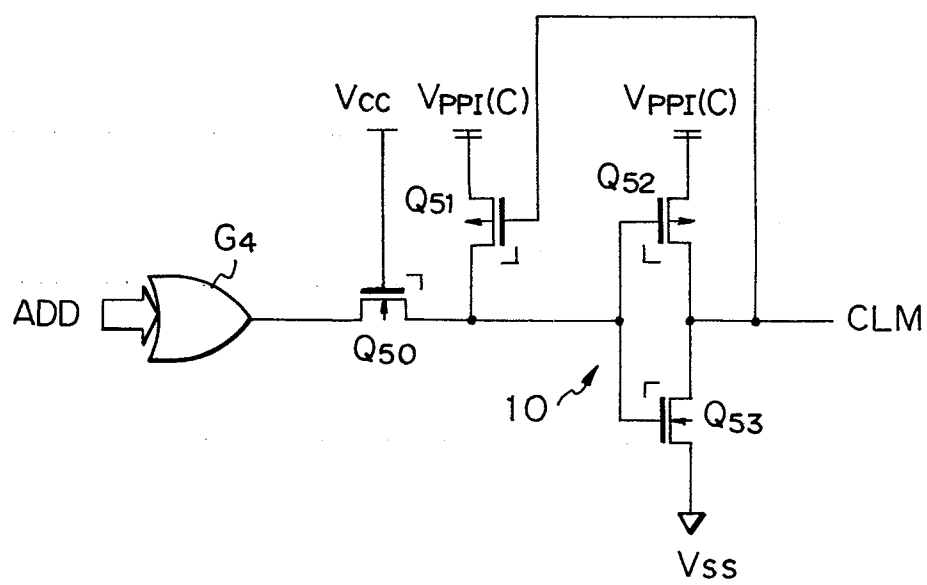 VCC
VPPI(C)
VPPI(C)
Q51
Q52
G4
ADD
Q50
CLM
10
Q53
VSS